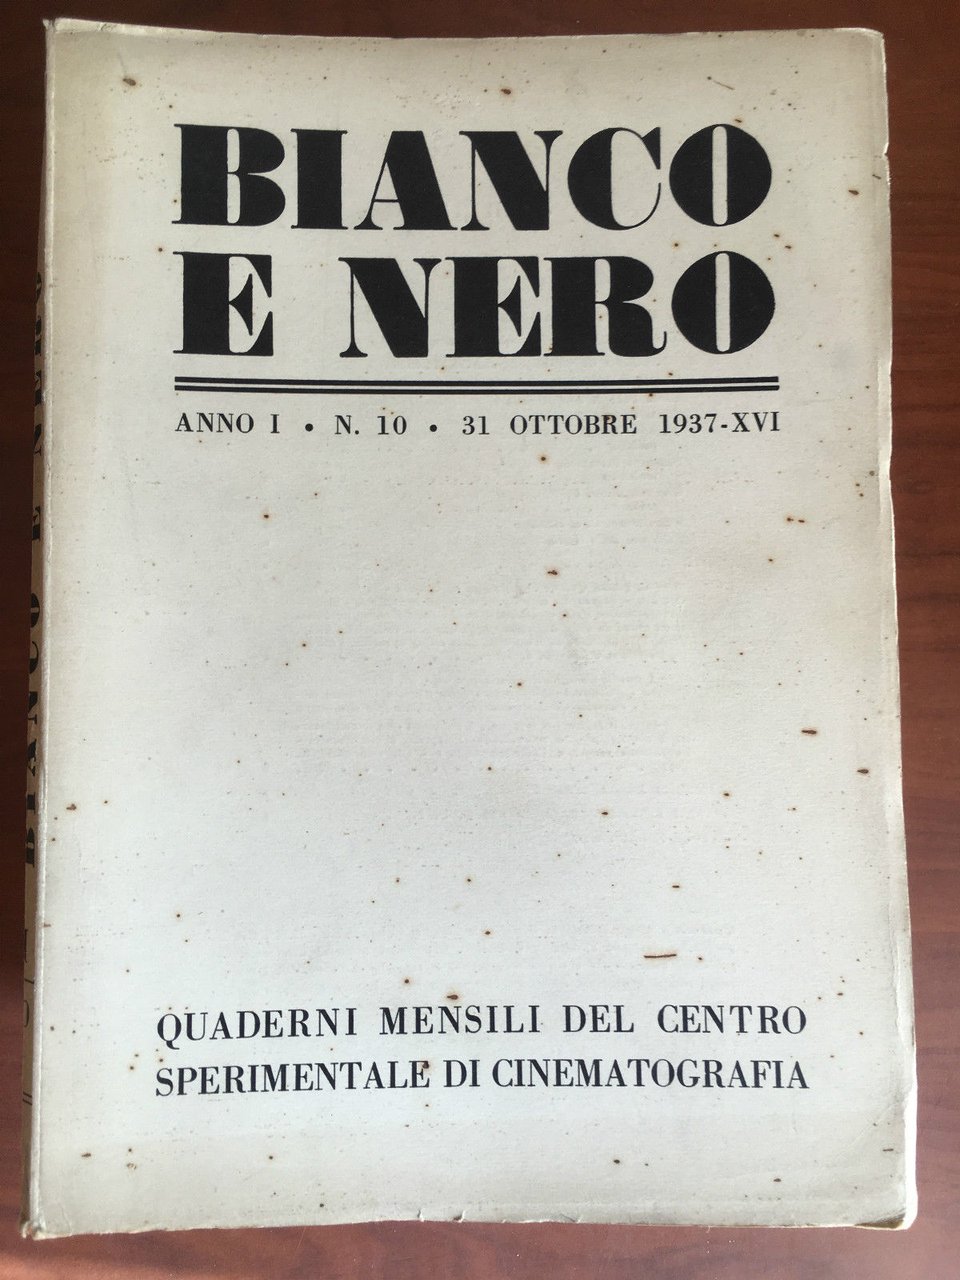 BIANCO
E NERO
ANNO I • N. 10 • 31 OTTOBRE 1937-XVI
QUADERNI MENSILI DEL CENTRO
SPERIMENTALE DI CINEMATOGRAFIA
BIANCO E NERO